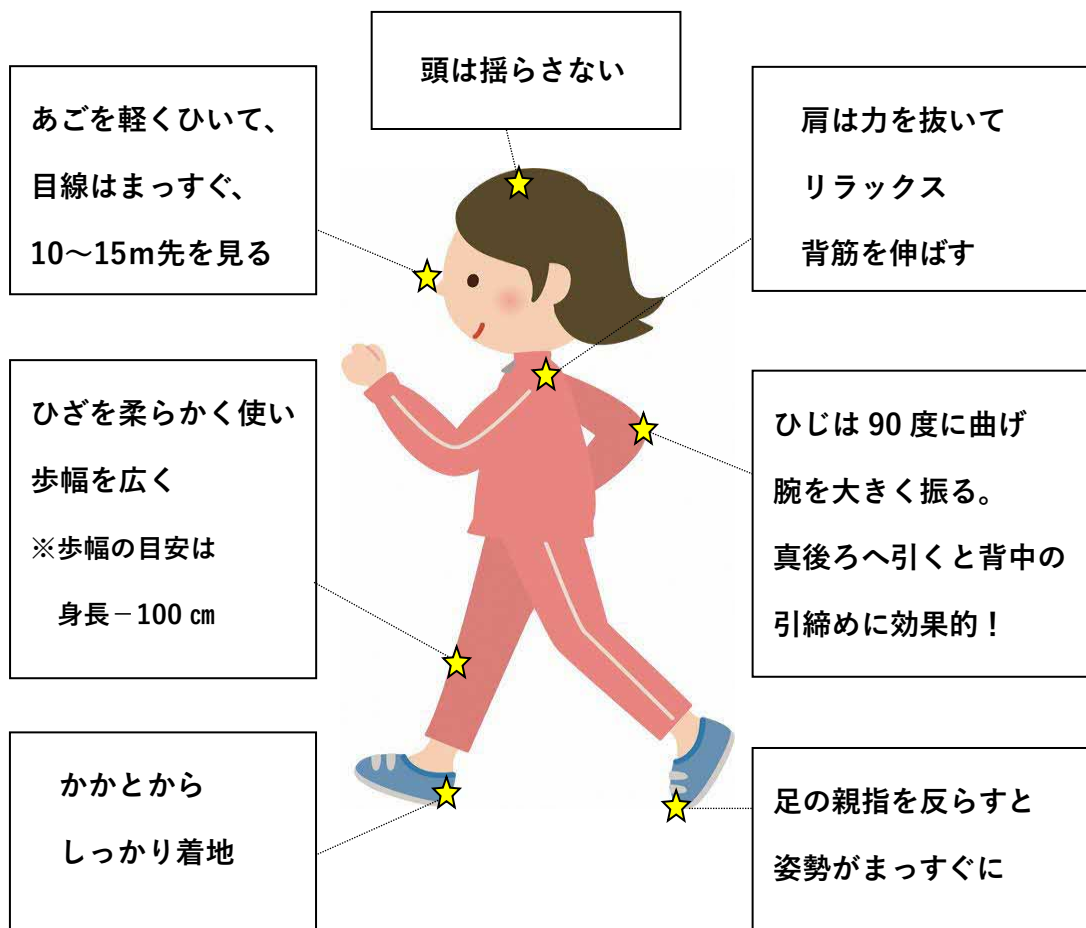 頭は揺らさない
あごを軽くひいて、
目線はまっすぐ、
10～15m先を見る
肩は力を抜いて
リラックス
背筋を伸ばす
ひざを柔らかく使い
歩幅を広く
※歩幅の目安は
身長－100 ㎝
ひじは 90 度に曲げ
腕を大きく振る。
真後ろへ引くと背中の
引締めに効果的！
かかとから
しっかり着地
足の親指を反らすと
姿勢がまっすぐに